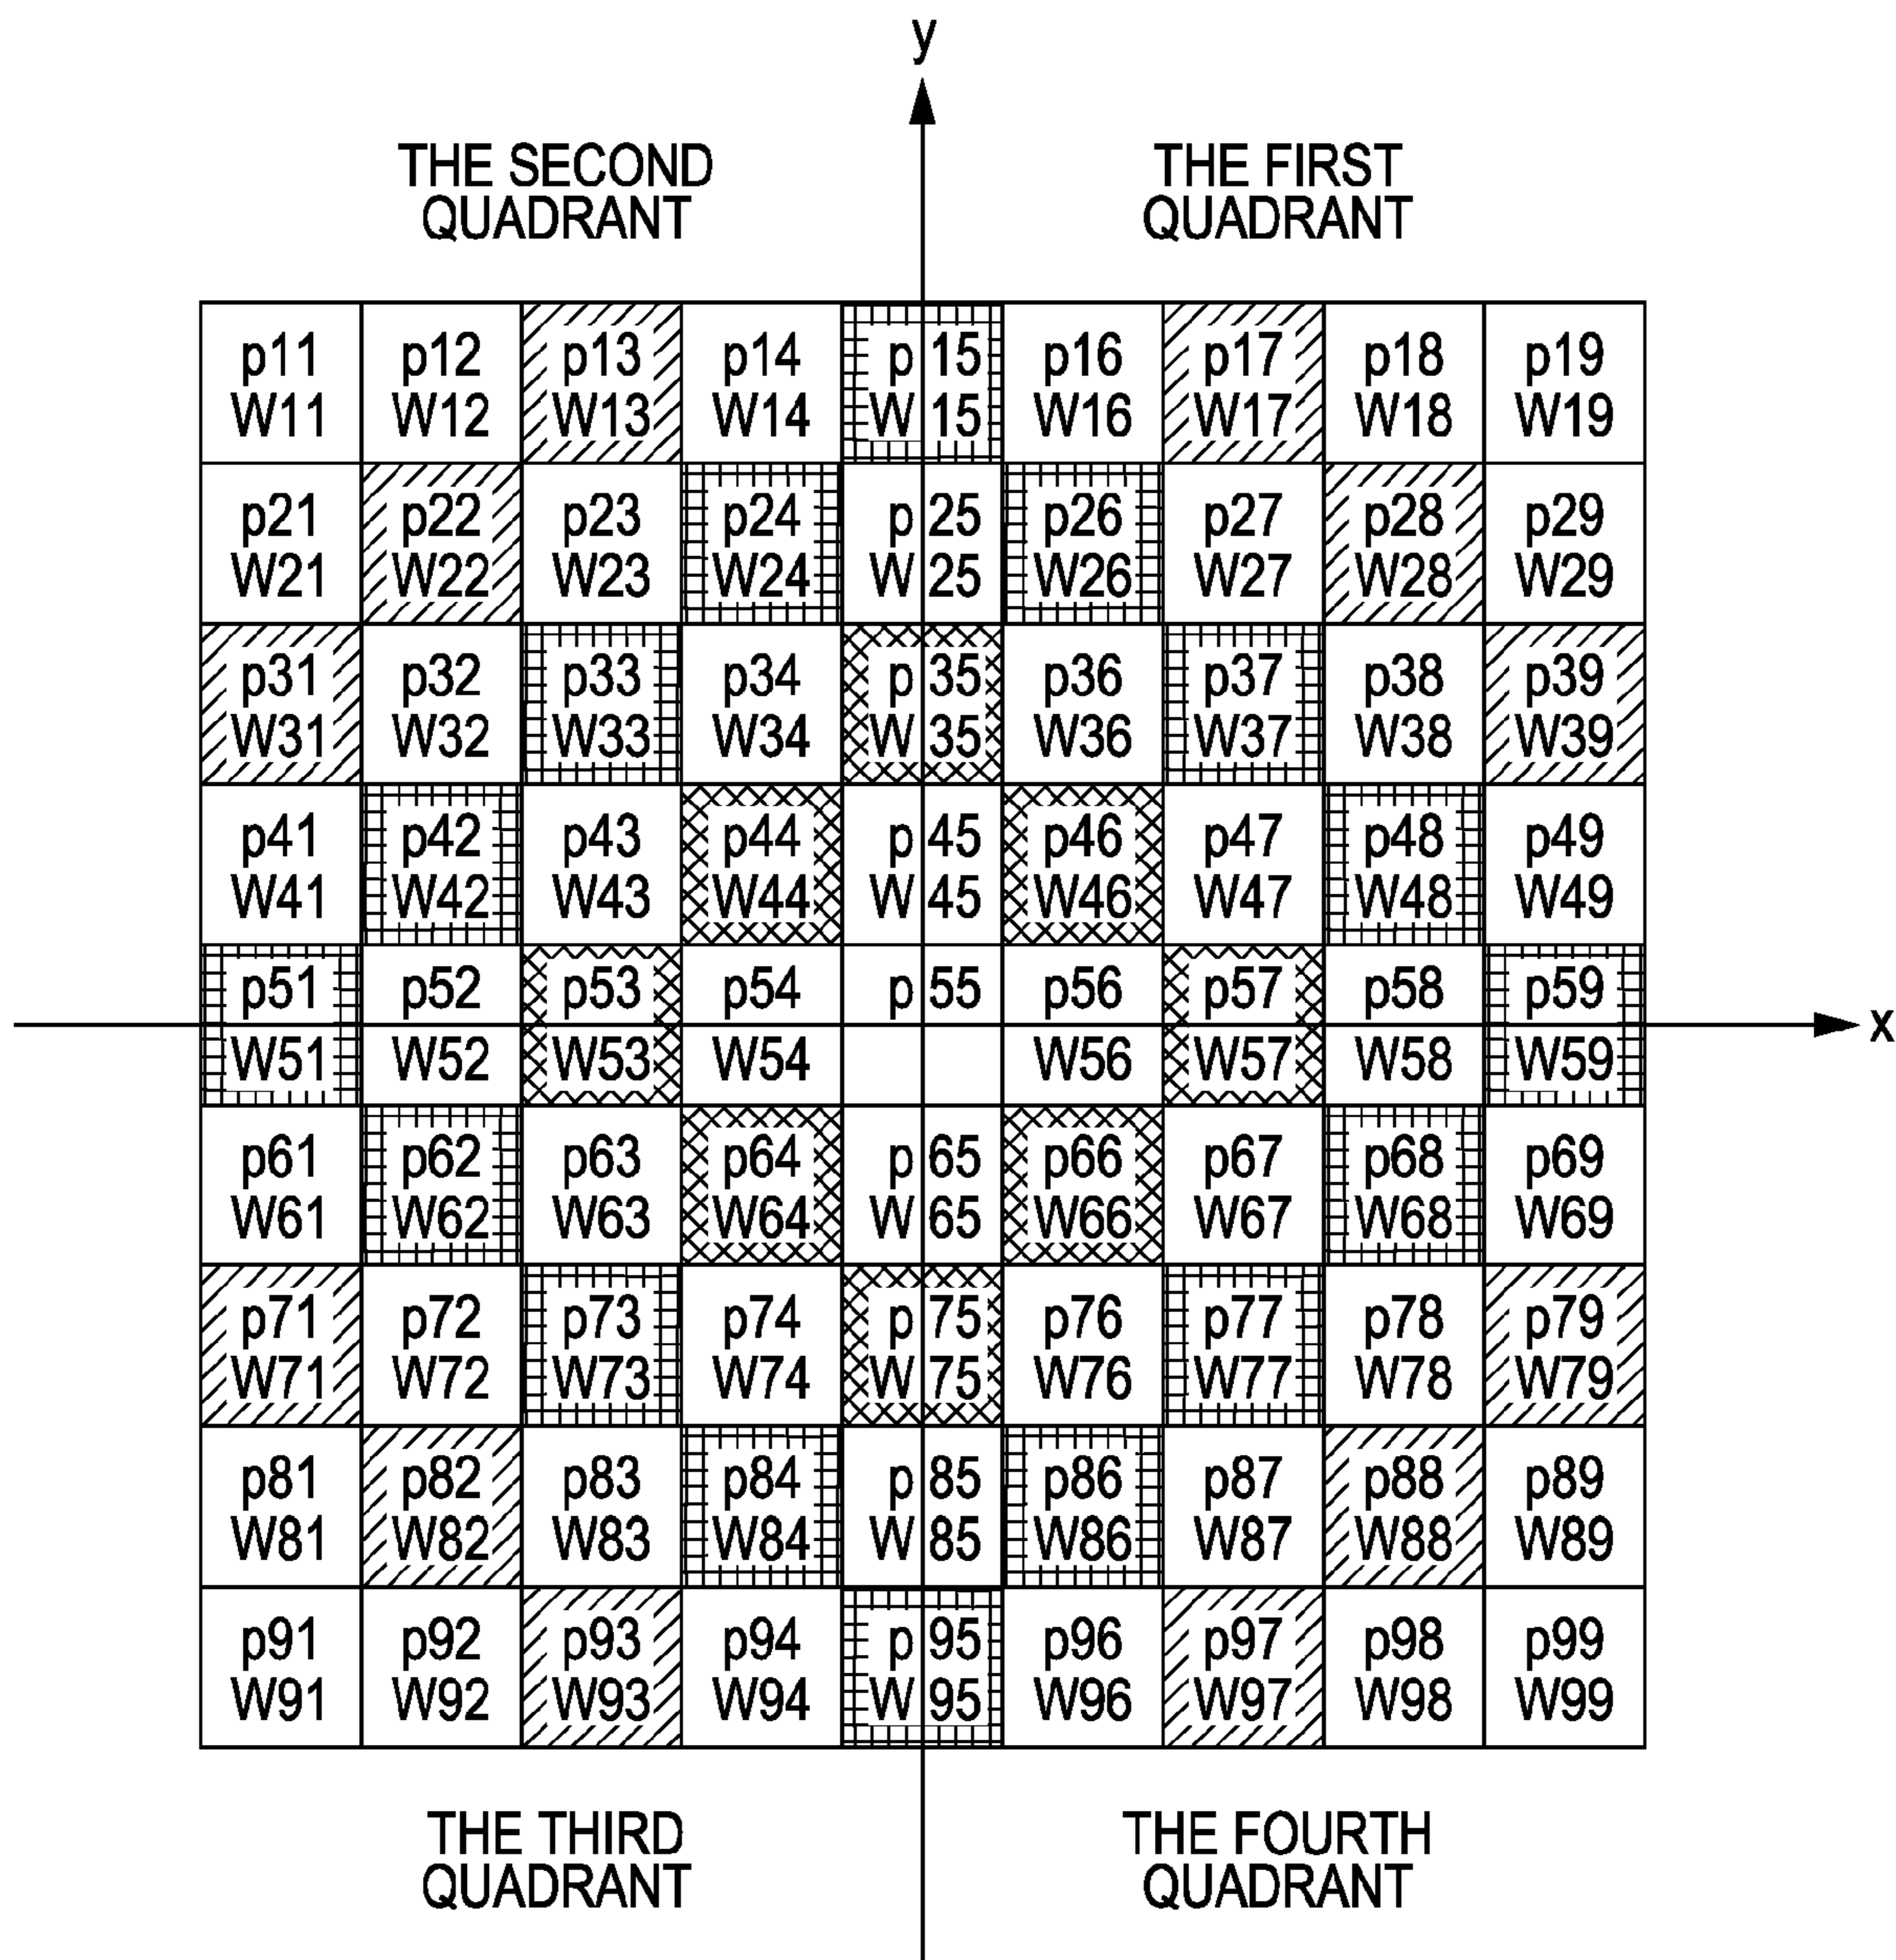 y
THE SECOND
QUADRANT
THE FIRST
QUADRANT
p11 p12 p13 p14 p 15 p16 p17 p18 p19
W11 W12 W13 W14 W 15 W16 W17 W18 W19
p21 p22 p23 p24 p 25 p26 p27 p28 p29
W21 W22 W23 W24 W 25 W26 W27 W28 W29
p31 p32 p33 p34 p 35 p36 p37 p38 p39
W31 W32 W33 W34 W 35 W36 W37 W38 W39
p41 p42 p43 p44 p 45 p46 p47 p48 p49
W41 W42 W43 W44 W 45 W46 W47 W48 W49
p51 p52 p53 p54 p 55 p56 p57 p58 p59
x
W51 W52 W53 W54 W56 W57 W58 W59
p61 p62 p63 p64 p 65 p66 p67 p68 p69
W61 W62 W63 W64 W 65 W66 W67 W68 W69
p71 p72 p73 p74 p 75 p76 p77 p78 p79
W71 W72 W73 W74 W 75 W76 W77 W78 W79
p81 p82 p83 p84 p 85 p86 p87 p88 p89
W81 W82 W83 W84 W 85 W86 W87 W88 W89
p91 p92 p93 p94 p 95 p96 p97 p98 p99
W91 W92 W93 W94 W 95 W96 W97 W98 W99
THE THIRD
QUADRANT
THE FOURTH
QUADRANT